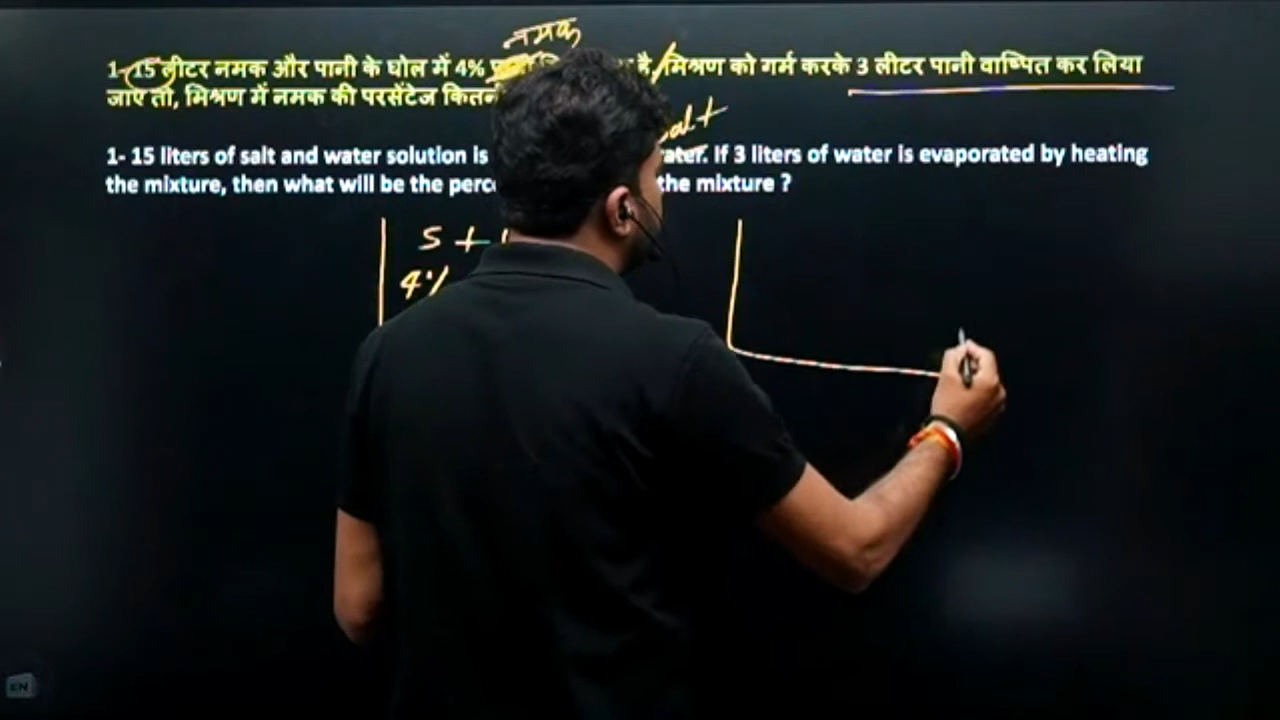 नमक
1- 15 लीटर नमक और पानी के घोल में 4% है, मिश्रण को गर्म करके 3 लीटर पानी वाष्पित कर लिया
जाए तो, मिश्रण में नमक की परसेंटेज
salt
1- 15 liters of salt and water solution is If 3 liters of water is evaporated by heating
the mixture, then what will be the the mixture ?
S +
4%
EN